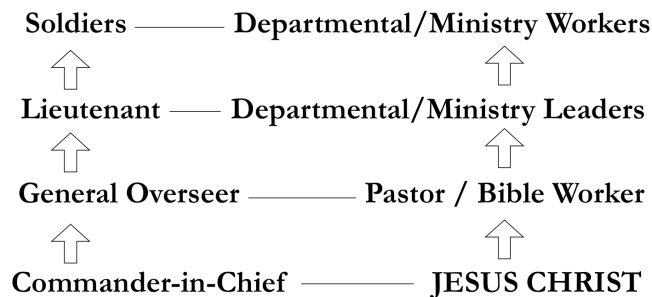 Soldiers Departmental/Ministry Workers
Lieutenant Departmental/Ministry Leaders
General Overseer Pastor / Bible Worker
Commander-in-Chief JESUS CHRIST